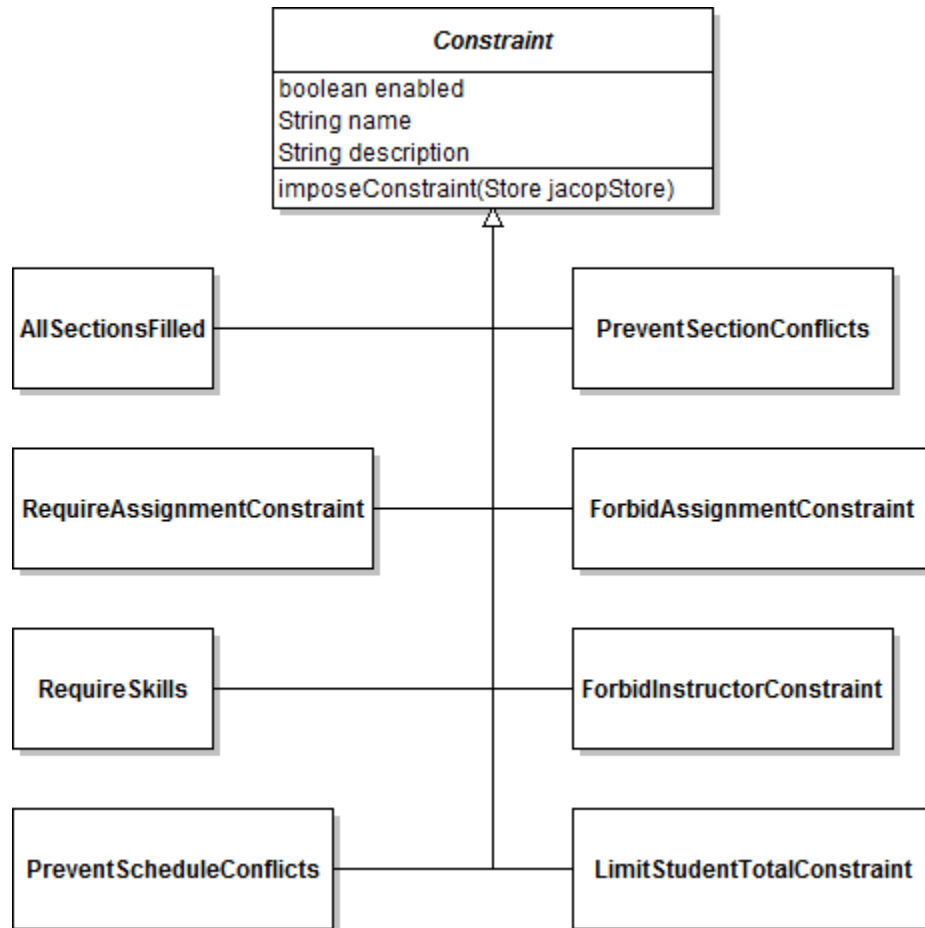 Constraint
boolean enabled
String name
String description
imposeConstraint(Store jacopStore)
AllSectionsFilled
PreventSectionConflicts
RequireAssignmentConstraint
ForbidAssignmentConstraint
RequireSkills
ForbidInstructorConstraint
PreventScheduleConflicts
LimitStudentTotalConstraint